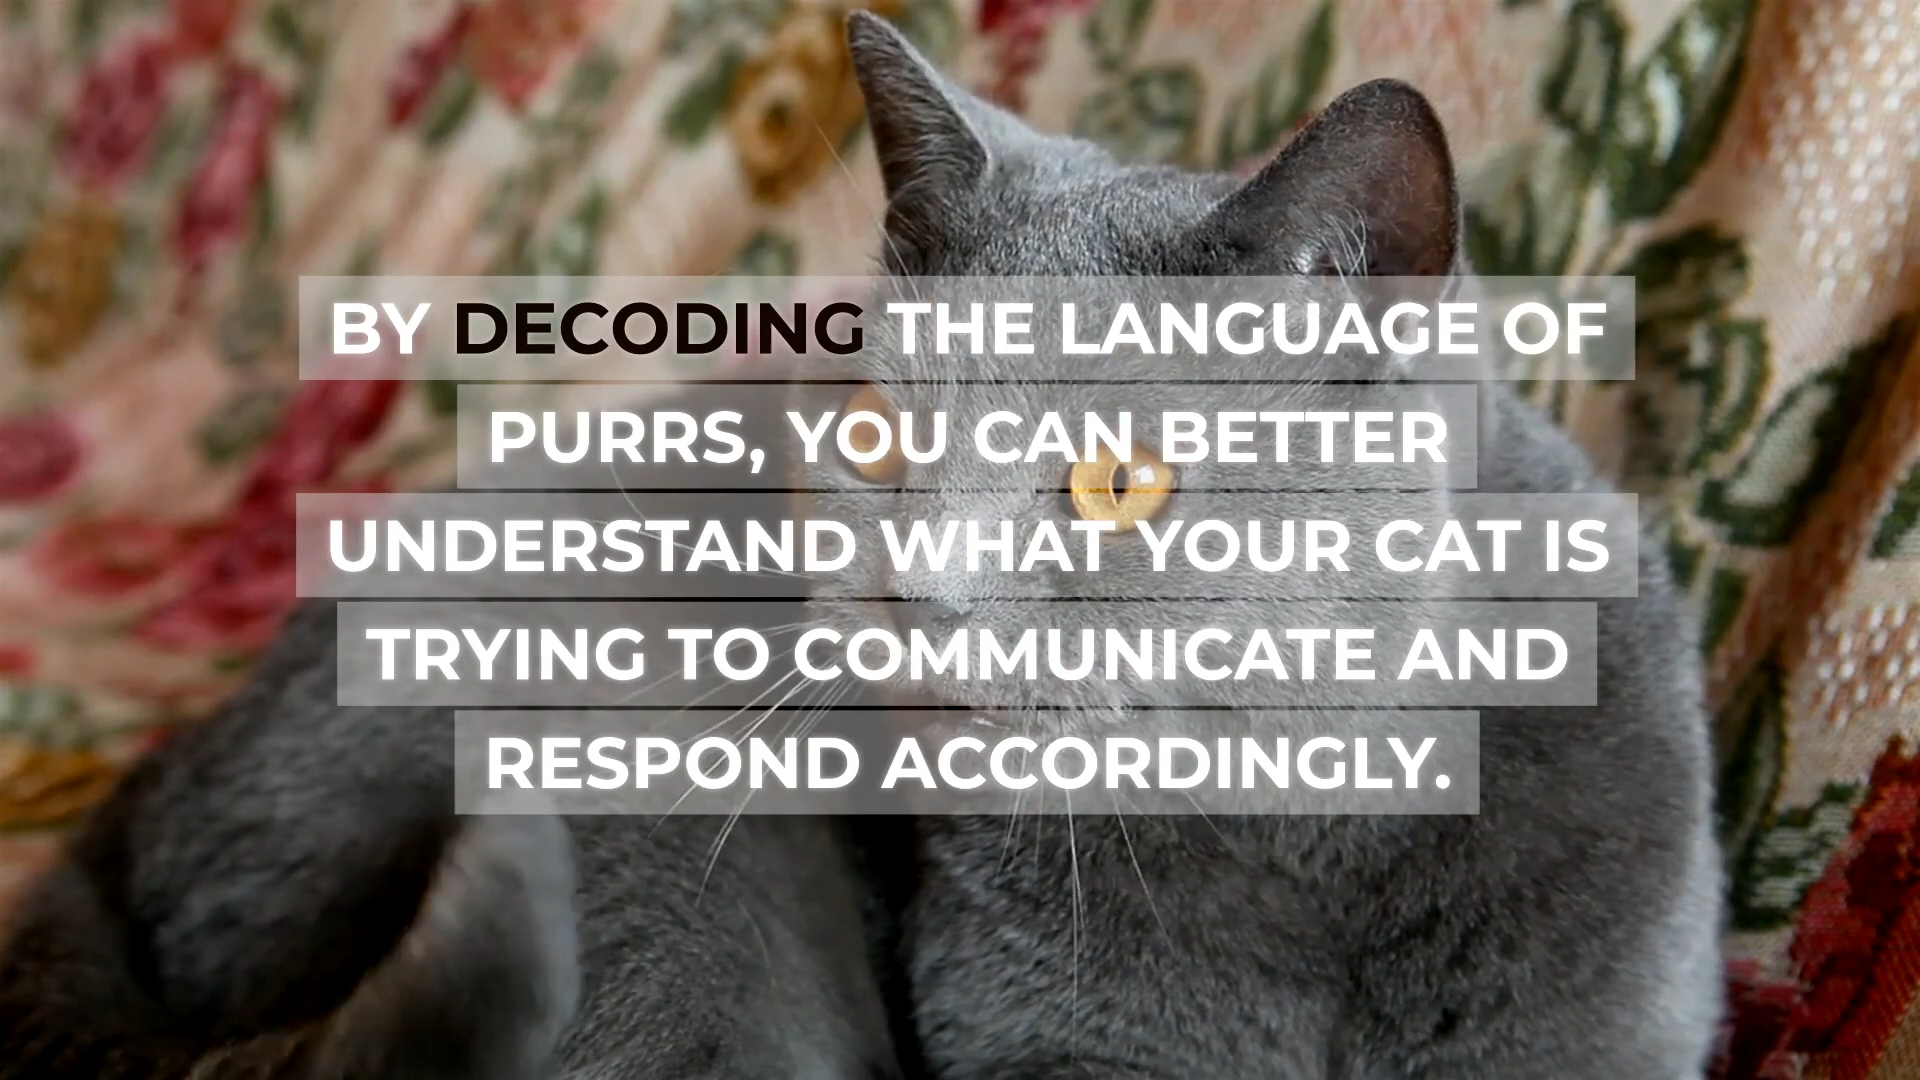 BY DECODING THE LANGUAGE OF
PURRS, YOU CAN BETTER
UNDERSTAND WHAT YOUR CAT IS
TRYING TO COMMUNICATE AND
RESPOND ACCORDINGLY.